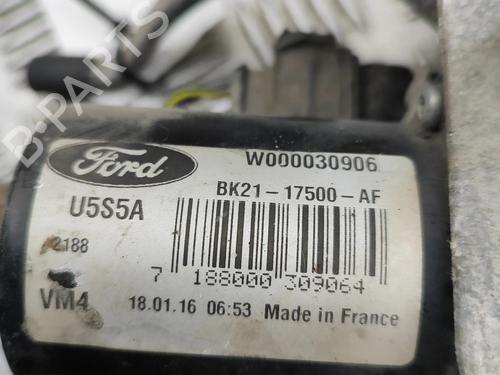 Ford
W000030906
BK21-17500-AF
U5S5A
2188
7 188000 309064
VM4 18.01.16 06:53 Made in France